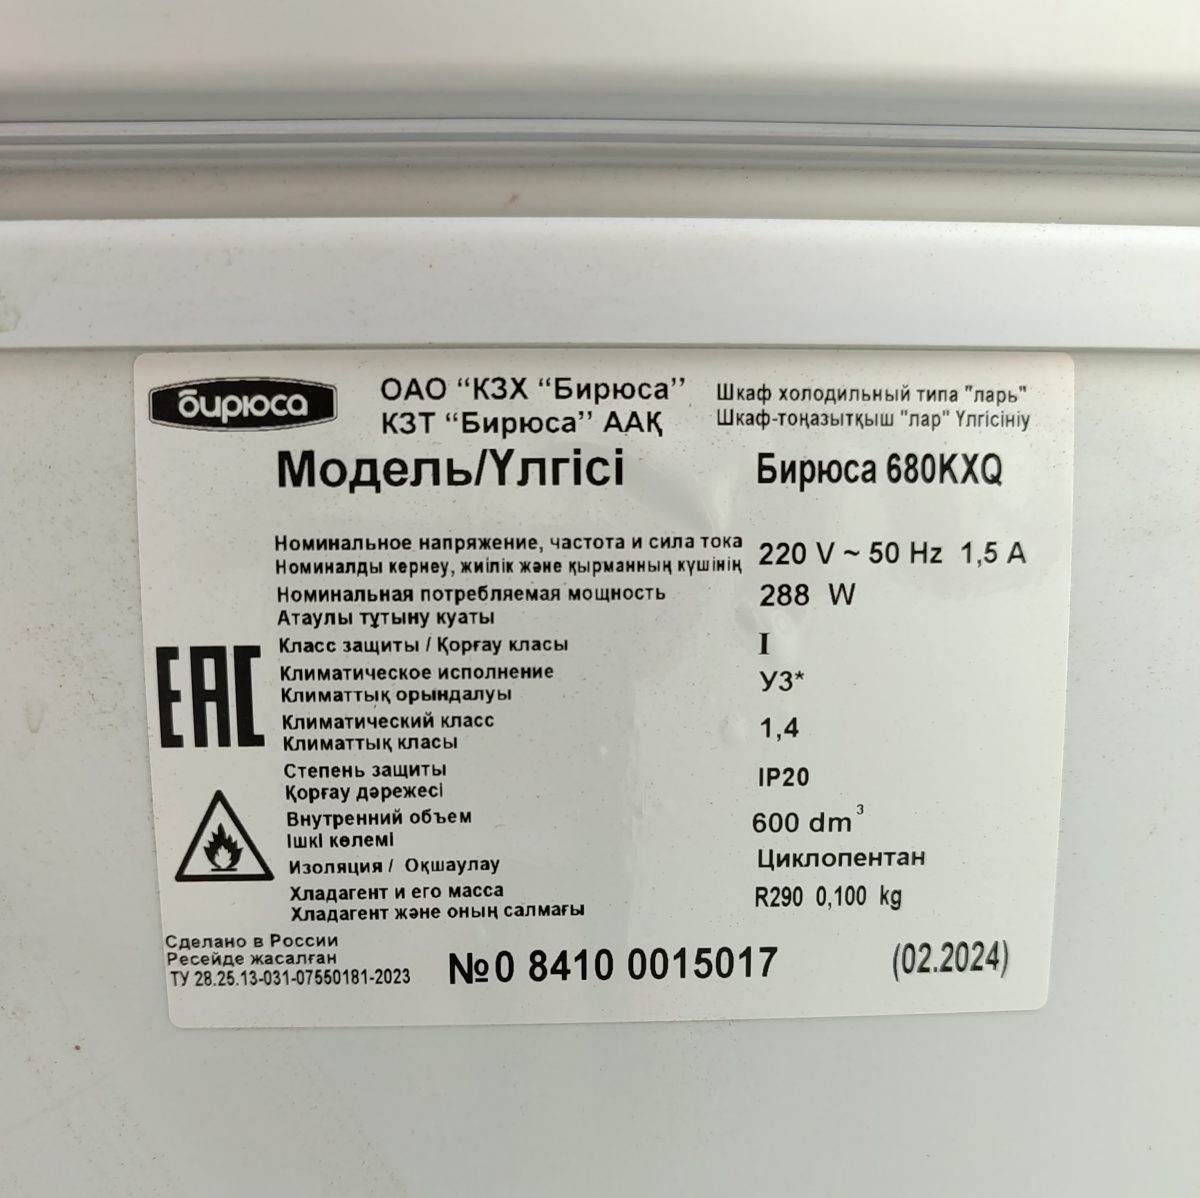 бирюса
ОАО “КЗХ “Бирюса”
КЗТ “Бирюса” ААҚ
Шкаф холодильный типа "ларь"
Шкаф-тоңазытқыш "лар" Үлгісініу
Модель/Үлгісі Бирюса 680KXQ
Номинальное напряжение, частота и сила тока
Номиналды кернеу, жиілік және қырманның күшінің
220 V ~ 50 Hz 1,5 A
Номинальная потребляемая мощность
Атаулы тұтыну куаты
288 W
Класс защиты / Қорғау класы I
Климатическое исполнение
Климаттық орындалуы
У3*
Климатический класс
Климаттық класы
1,4
Степень защиты
Қорғау дәрежесі
IP20
Внутренний объем
Ішкі көлемі
600 dm³
Изоляция / Оқшаулау Циклопентан
Хладагент и его масса
Хладагент және оның салмағы
R290 0,100 kg
EAC
Сделано в России
Ресейде жасалған
ТУ 28.25.13-031-07550181-2023
№0 8410 0015017 (02.2024)